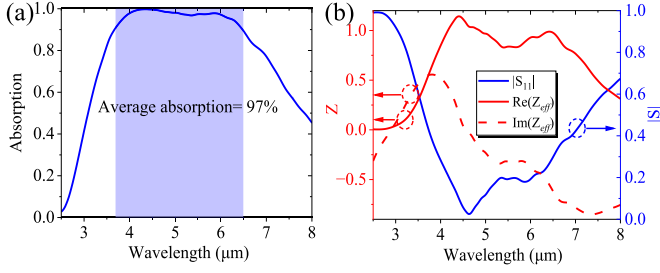 (a)
1.0
0.8
0.6
0.4
0.2
0.0
Absorption
Average absorption= 97%
3 4 5 6 7 8
Wavelength (μm)
(b)
1.0
0.5
0.0
−0.5
Z
|S₁₁|
Re(Z_eff)
Im(Z_eff)
1.0
0.8
0.6
0.4
0.2
0.0
|S|
3 4 5 6 7 8
Wavelength (μm)